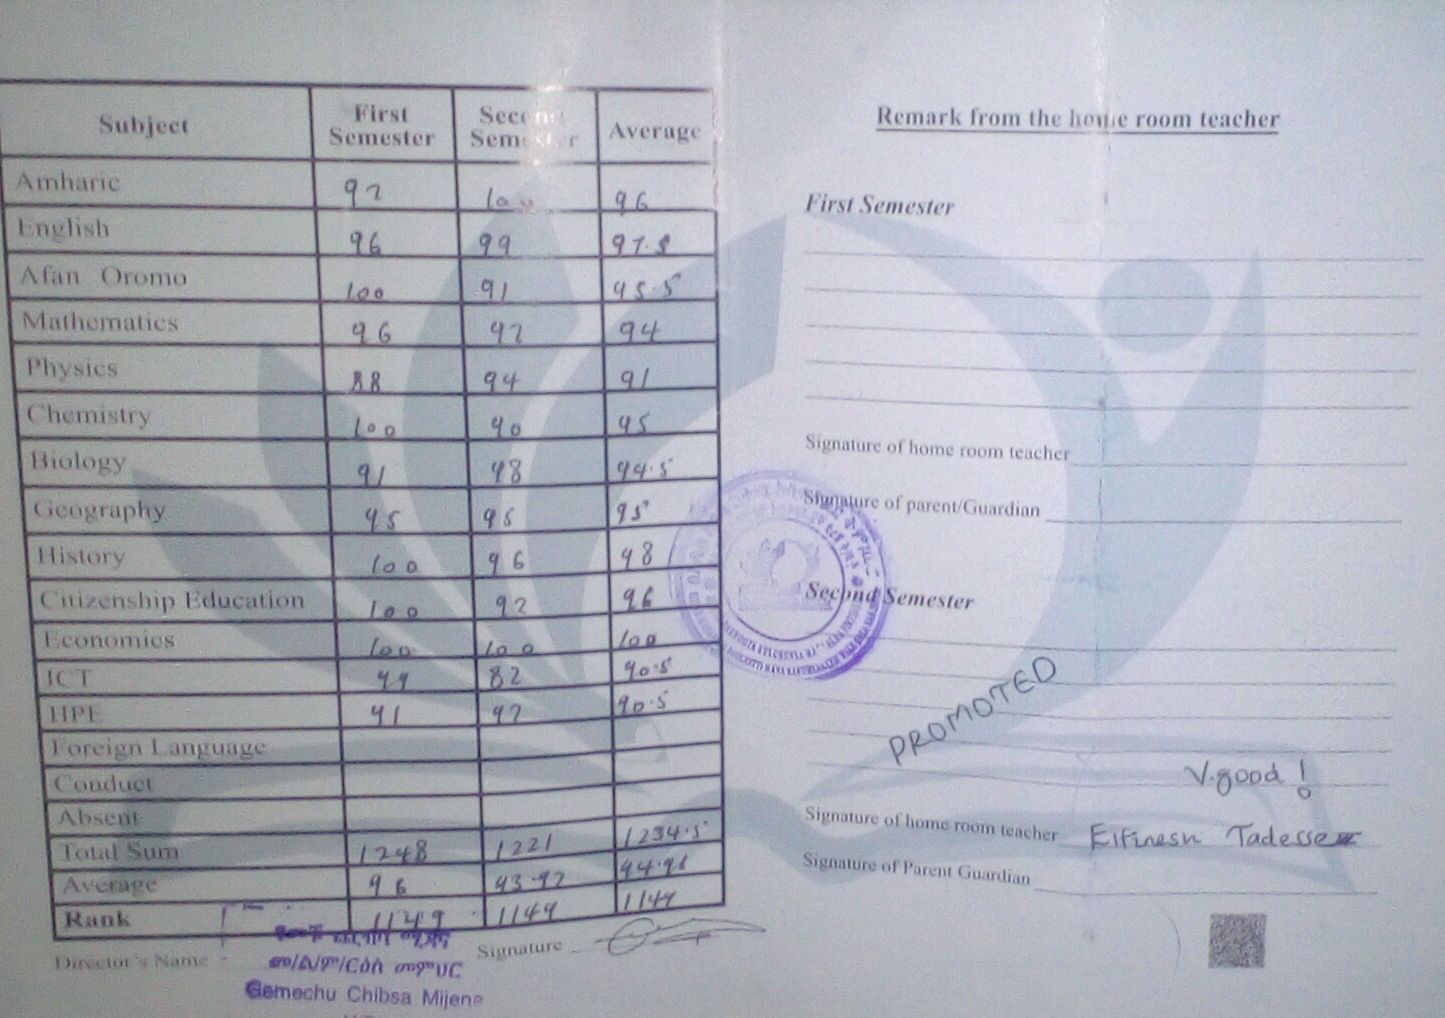 Subject First Semester Second Semester Average
Amharic 92 100 96
English 96 99 97.5
Afan Oromo 100 91 95.5
Mathematics 96 92 94
Physics 88 94 91
Chemistry 100 90 95
Biology 91 98 94.5
Geography 95 95 95
History 100 96 98
Citizenship Education 100 92 96
Economics 100 100 100
ICT 99 82 90.5
HPE 91 92 90.5
Foreign Language
Conduct
Absent
Total Sum 1248 1221 1234.5
Average 96 93.92 94.96
Rank 1149 1149 1149
Director's Name
Signature
መ/ል/ም/ርዕሰ መምህር
Gemechu Chibsa Mijena
Remark from the home room teacher
First Semester
Signature of home room teacher
Signature of parent/Guardian
Second Semester
PROMOTED
V.good !
Signature of home room teacher Elfinesh Tadesse
Signature of Parent Guardian